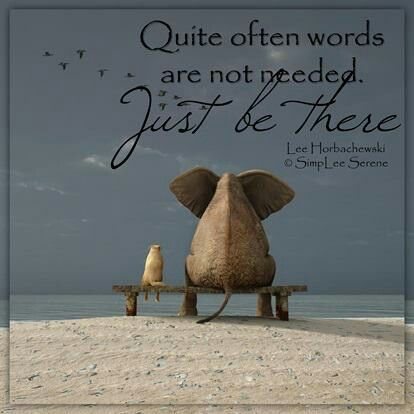 Quite often words
are not needed.
Just be there
Lee Horbachewski
© SimpLee Serene